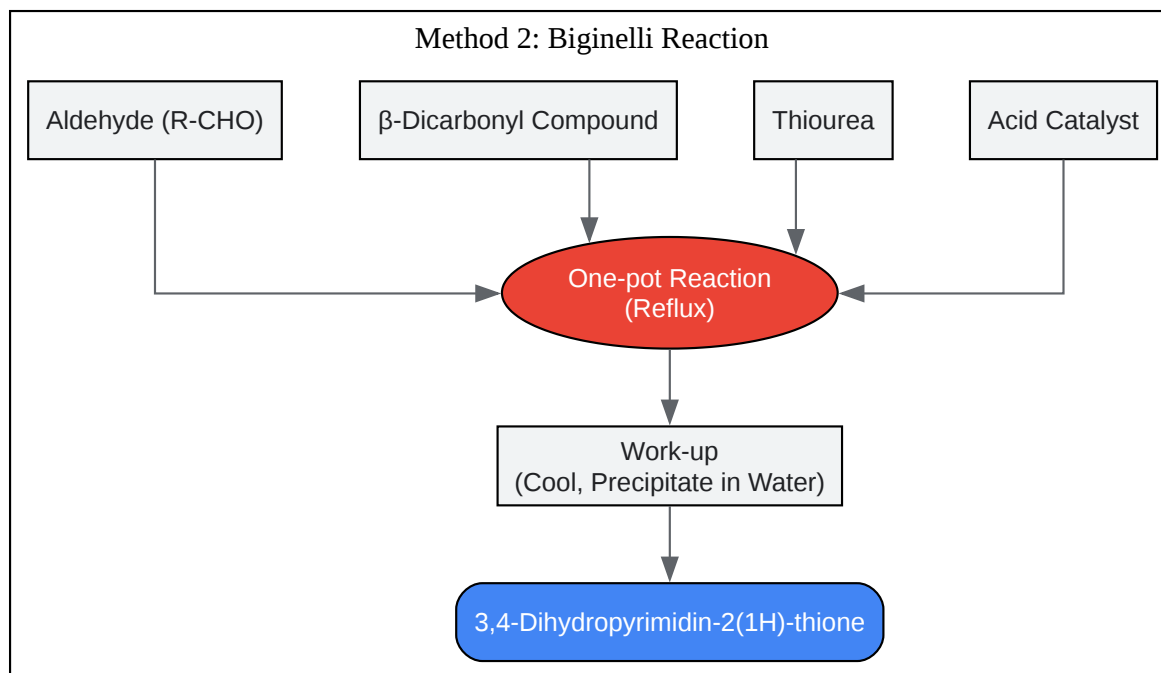 Method 2: Biginelli Reaction
Aldehyde (R-CHO)
β-Dicarbonyl Compound
Thiourea
Acid Catalyst
One-pot Reaction
(Reflux)
Work-up
(Cool, Precipitate in Water)
3,4-Dihydropyrimidin-2(1H)-thione